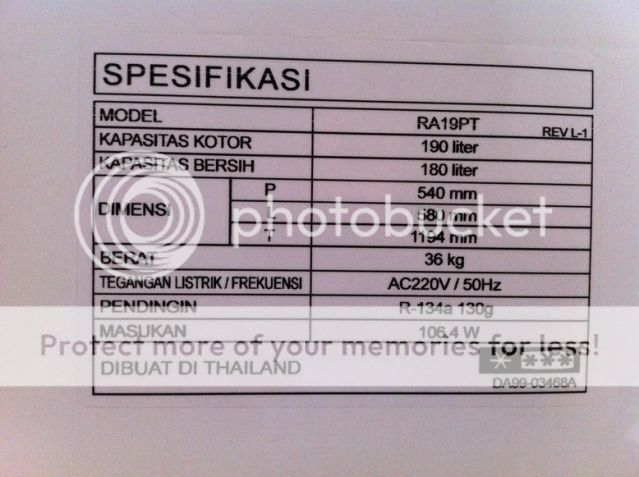 SPESIFIKASI
MODEL RA19PT REV L-1
KAPASITAS KOTOR 190 liter
KAPASITAS BERSIH 180 liter
DIMENSI P 540 mm
580 mm
T 1194 mm
BERAT 36 kg
TEGANGAN LISTRIK / FREKUENSI AC220V / 50Hz
PENDINGIN R-134a 130g
MASUKAN 106.4 W
DIBUAT DI THAILAND
DA99-03468A
photobucket
Protect more of your memories for less!